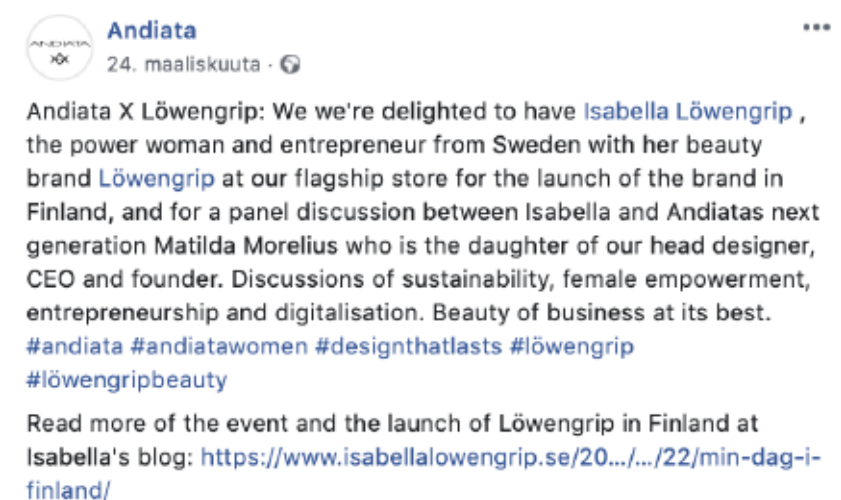 ANDIATA
Andiata
24. maaliskuuta ·
Andiata X Löwengrip: We we're delighted to have Isabella Löwengrip ,
the power woman and entrepreneur from Sweden with her beauty
brand Löwengrip at our flagship store for the launch of the brand in
Finland, and for a panel discussion between Isabella and Andiatas next
generation Matilda Morelius who is the daughter of our head designer,
CEO and founder. Discussions of sustainability, female empowerment,
entrepreneurship and digitalisation. Beauty of business at its best.
#andiata #andiatawomen #designthatlasts #löwengrip
#löwengripbeauty
Read more of the event and the launch of Löwengrip in Finland at
Isabella's blog: https://www.isabellalowengrip.se/20.../.../22/min-dag-i-
finland/